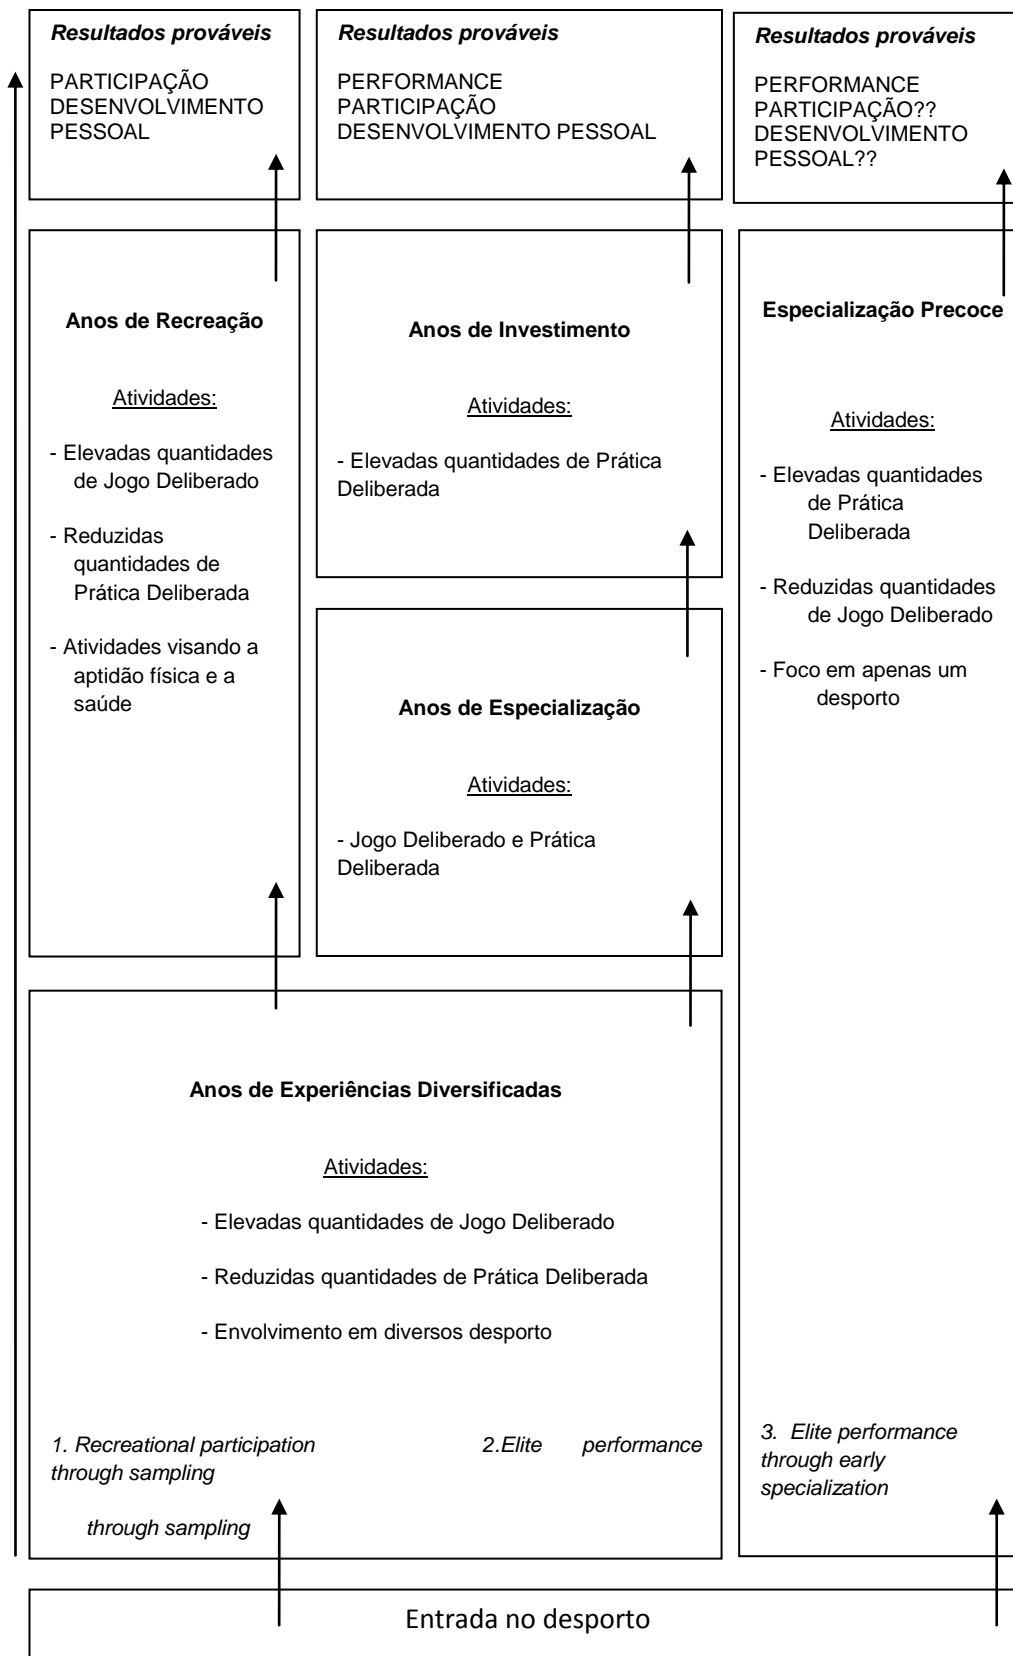 Resultados prováveis
PARTICIPAÇÃO
DESENVOLVIMENTO
PESSOAL
Resultados prováveis
PERFORMANCE
PARTICIPAÇÃO
DESENVOLVIMENTO PESSOAL
Resultados prováveis
PERFORMANCE
PARTICIPAÇÃO??
DESENVOLVIMENTO
PESSOAL??
Anos de Recreação
Atividades:
- Elevadas quantidades
de Jogo Deliberado
- Reduzidas
quantidades de
Prática Deliberada
- Atividades visando a
aptidão física e a
saúde
Anos de Investimento
Atividades:
- Elevadas quantidades de Prática
Deliberada
Anos de Especialização
Atividades:
- Jogo Deliberado e Prática
Deliberada
Especialização Precoce
Atividades:
- Elevadas quantidades
de Prática
Deliberada
- Reduzidas quantidades
de Jogo Deliberado
- Foco em apenas um
desporto
Anos de Experiências Diversificadas
Atividades:
- Elevadas quantidades de Jogo Deliberado
- Reduzidas quantidades de Prática Deliberada
- Envolvimento em diversos desporto
1. Recreational participation 2.Elite performance
through sampling
through sampling
3. Elite performance
through early
specialization
Entrada no desporto